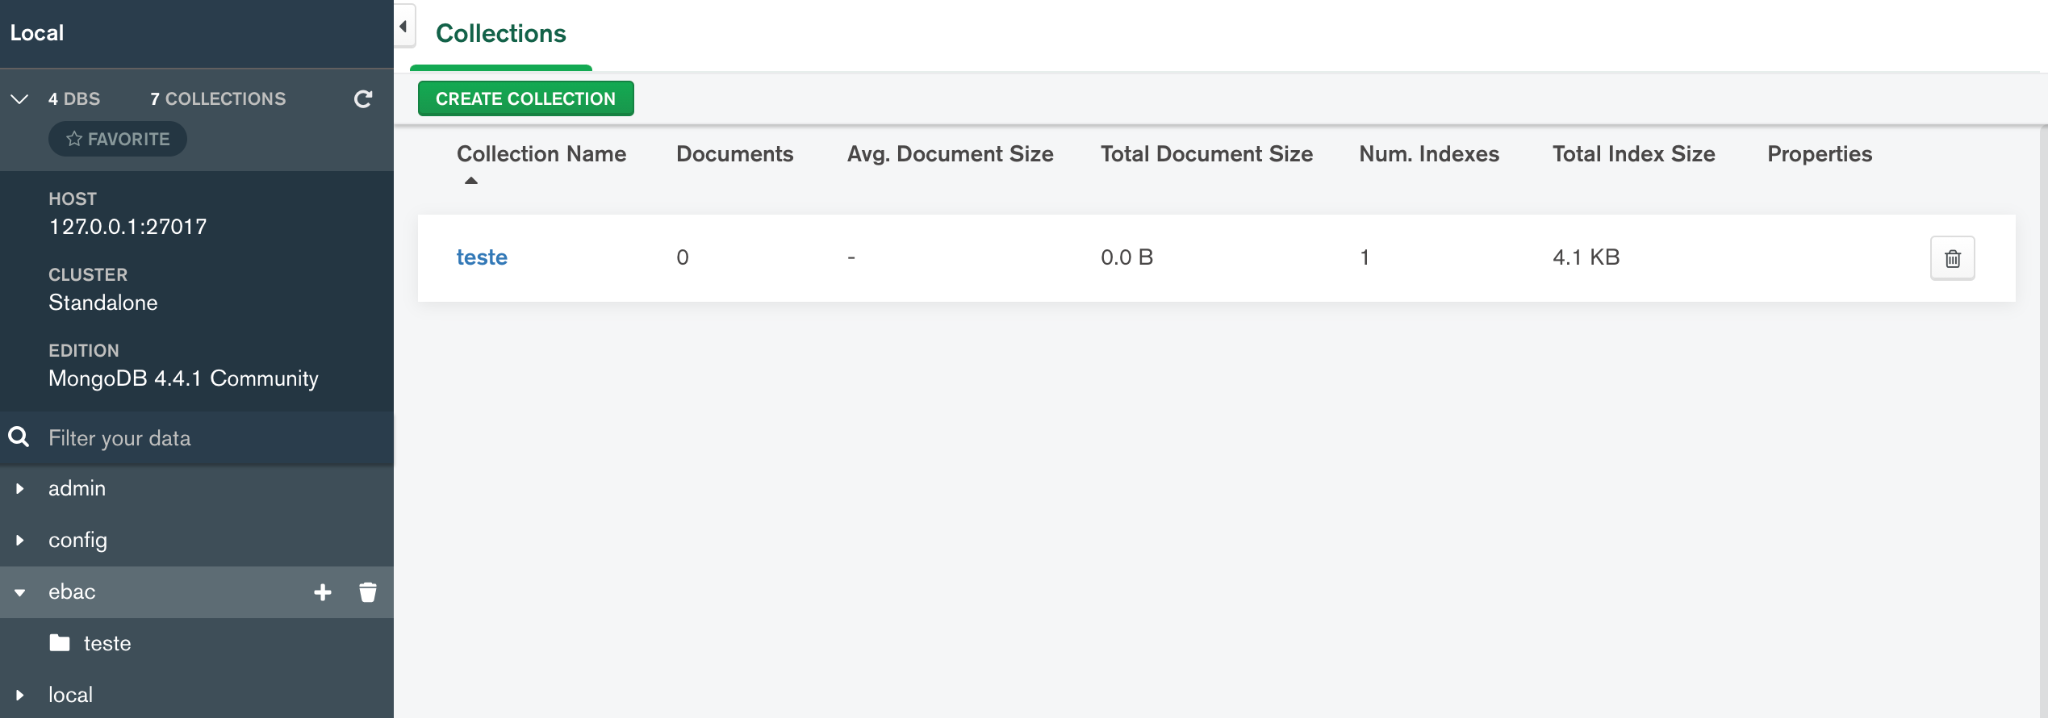 Local
4 DBS 7 COLLECTIONS
FAVORITE
HOST
127.0.0.1:27017
CLUSTER
Standalone
EDITION
MongoDB 4.4.1 Community
Filter your data
admin
config
ebac
teste
local
Collections
CREATE COLLECTION
Collection Name Documents Avg. Document Size Total Document Size Num. Indexes Total Index Size Properties
teste 0 - 0.0 B 1 4.1 KB